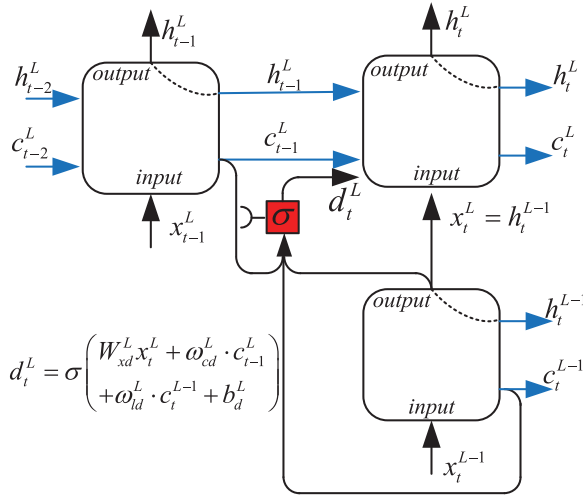 h_{t-1}^{L} h_t^L
output output
h_{t-2}^L h_{t-1}^L h_t^L
c_{t-2}^L c_{t-1}^L c_t^L
input input
σ d_t^L
x_{t-1}^L x_t^L = h_t^{L-1}
output h_t^{L-1}
d_t^L = σ( W_{xd}^L x_t^L + ω_{cd}^L · c_{t-1}^L
+ ω_{ld}^L · c_t^{L-1} + b_d^L )
c_t^{L-1}
input
x_t^{L-1}